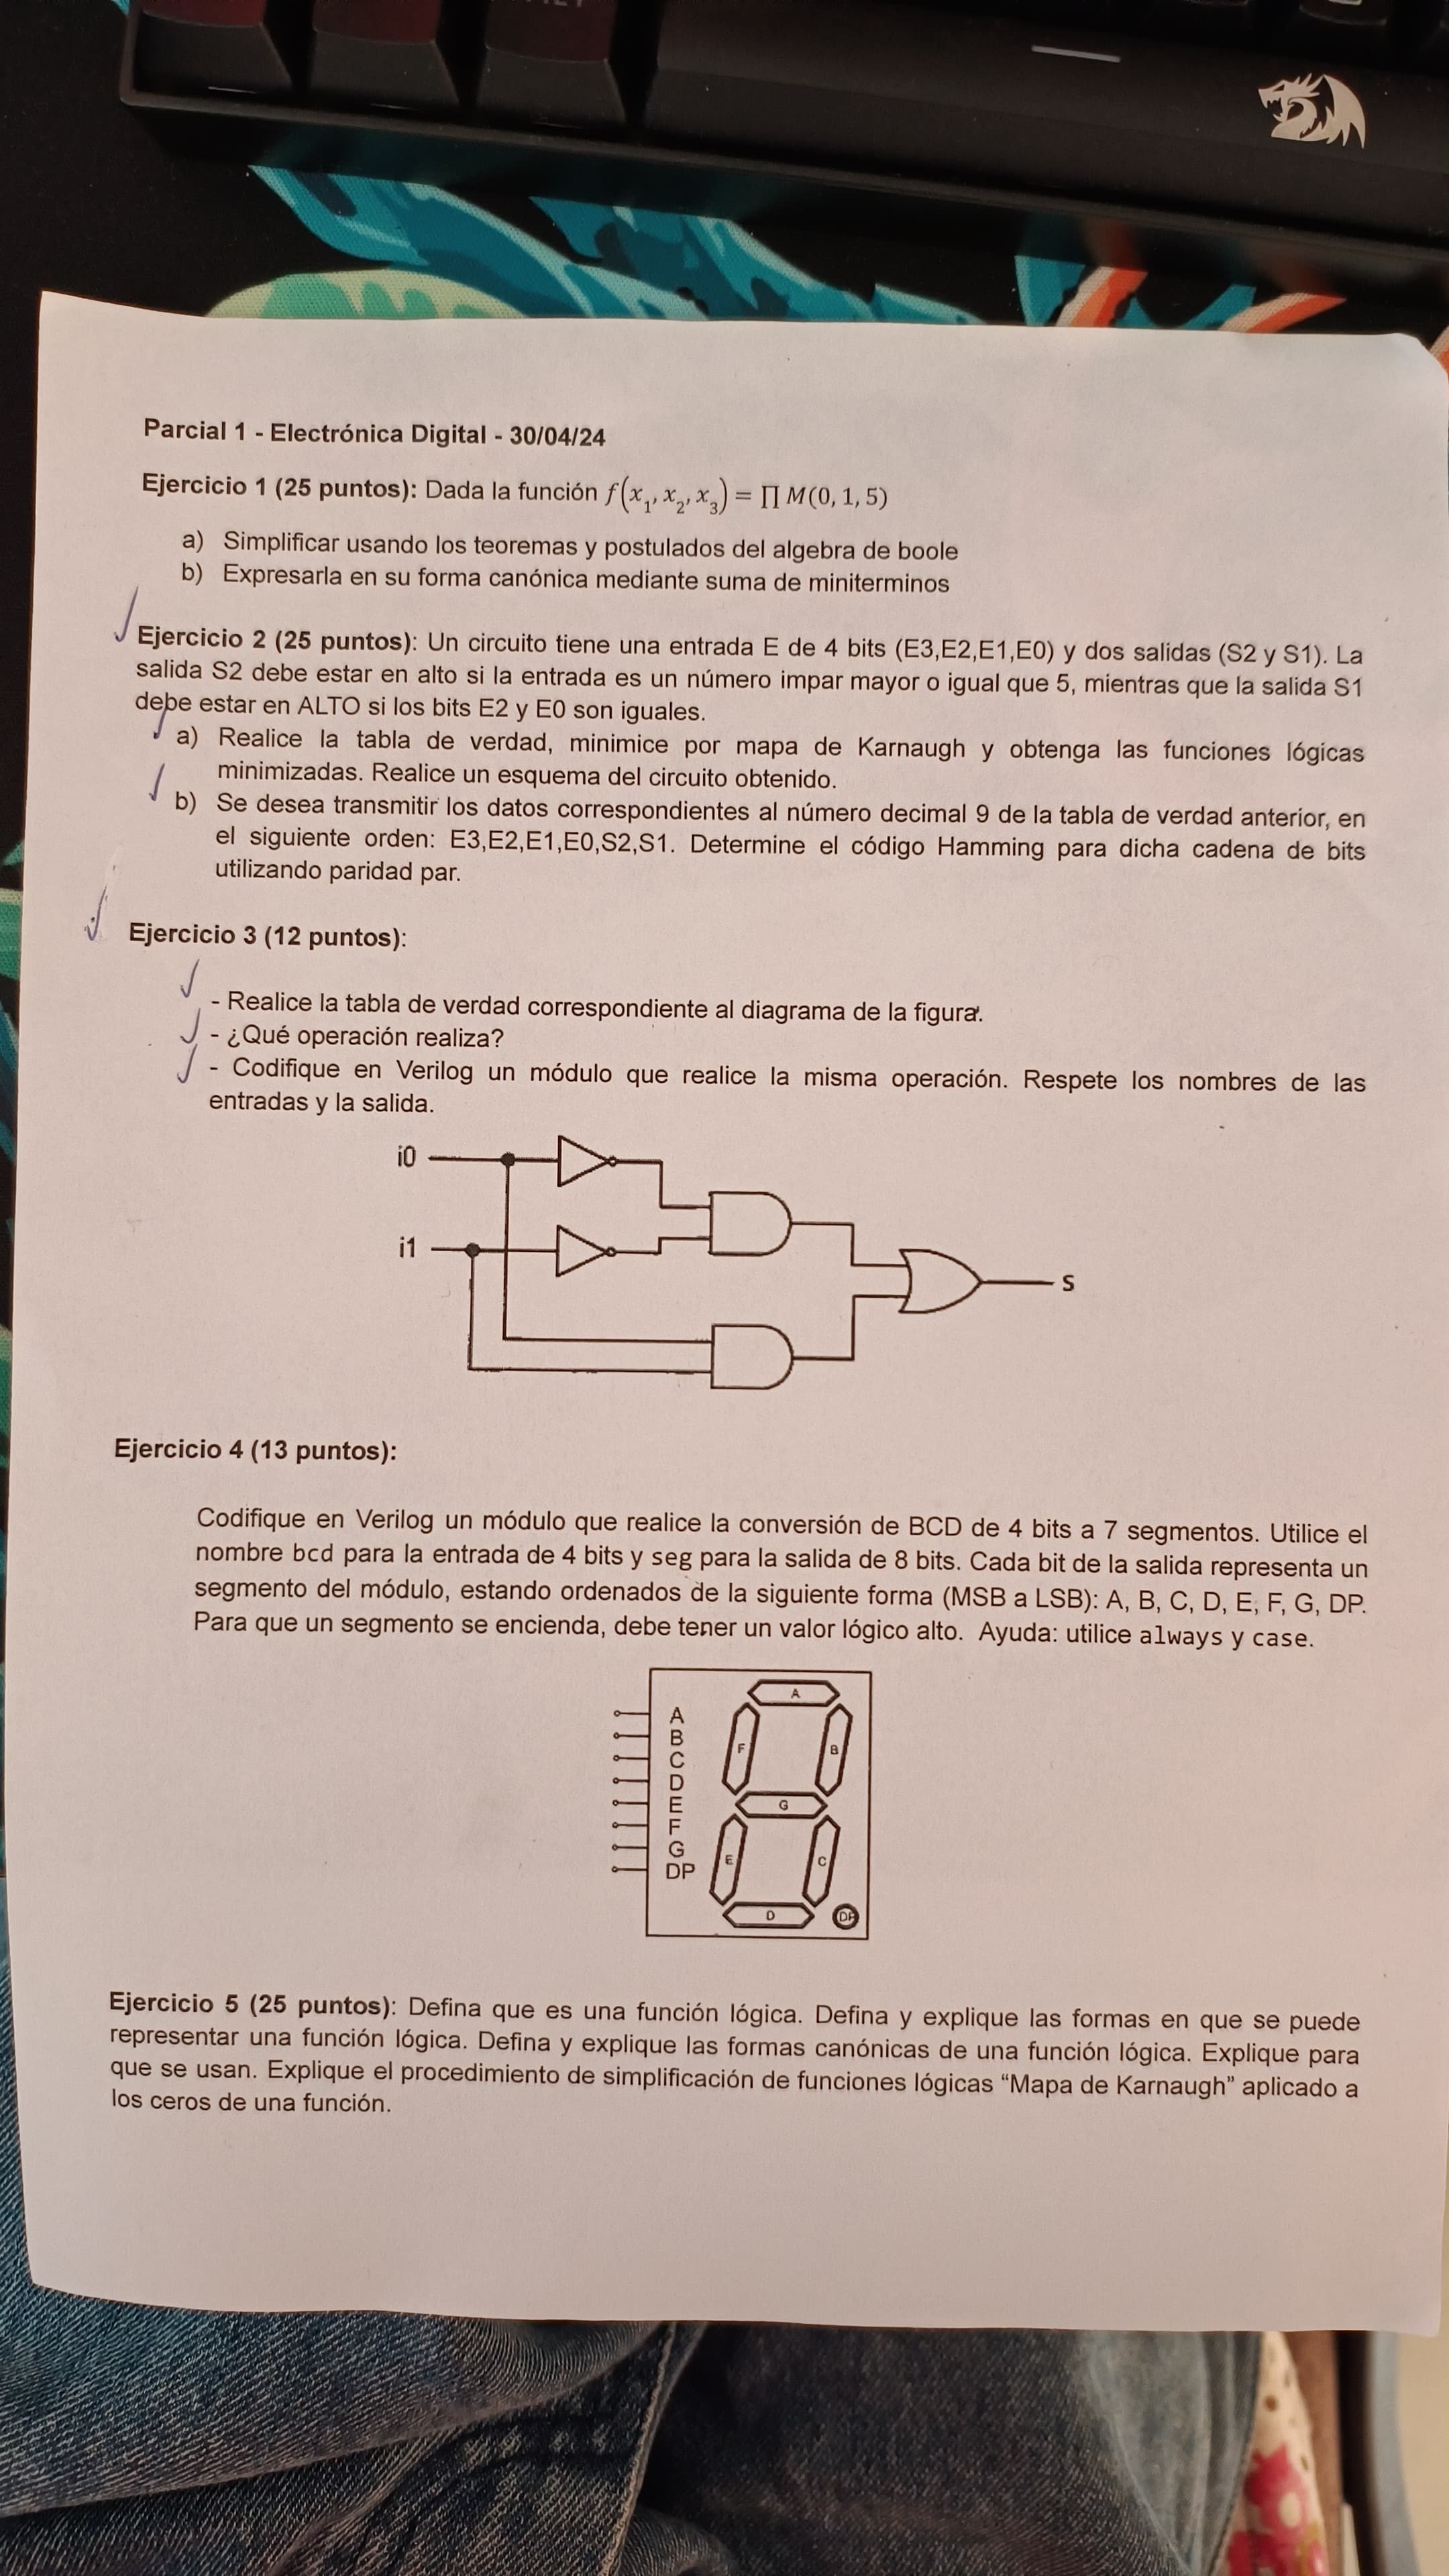 Parcial 1 - Electrónica Digital - 30/04/24
Ejercicio 1 (25 puntos): Dada la función f(x₁, x₂, x₃) = ∏ M(0, 1, 5)
a) Simplificar usando los teoremas y postulados del algebra de boole
b) Expresarla en su forma canónica mediante suma de miniterminos
Ejercicio 2 (25 puntos): Un circuito tiene una entrada E de 4 bits (E3,E2,E1,E0) y dos salidas (S2 y S1). La
salida S2 debe estar en alto si la entrada es un número impar mayor o igual que 5, mientras que la salida S1
debe estar en ALTO si los bits E2 y E0 son iguales.
a) Realice la tabla de verdad, minimice por mapa de Karnaugh y obtenga las funciones lógicas
minimizadas. Realice un esquema del circuito obtenido.
b) Se desea transmitir los datos correspondientes al número decimal 9 de la tabla de verdad anterior, en
el siguiente orden: E3,E2,E1,E0,S2,S1. Determine el código Hamming para dicha cadena de bits
utilizando paridad par.
Ejercicio 3 (12 puntos):
- Realice la tabla de verdad correspondiente al diagrama de la figura.
- ¿Qué operación realiza?
- Codifique en Verilog un módulo que realice la misma operación. Respete los nombres de las
entradas y la salida.
i0
i1
s
Ejercicio 4 (13 puntos):
Codifique en Verilog un módulo que realice la conversión de BCD de 4 bits a 7 segmentos. Utilice el
nombre bcd para la entrada de 4 bits y seg para la salida de 8 bits. Cada bit de la salida representa un
segmento del módulo, estando ordenados de la siguiente forma (MSB a LSB): A, B, C, D, E, F, G, DP.
Para que un segmento se encienda, debe tener un valor lógico alto. Ayuda: utilice always y case.
A
B
C
D
E
F
G
DP
A
F
B
G
E
C
D
DP
Ejercicio 5 (25 puntos): Defina que es una función lógica. Defina y explique las formas en que se puede
representar una función lógica. Defina y explique las formas canónicas de una función lógica. Explique para
que se usan. Explique el procedimiento de simplificación de funciones lógicas “Mapa de Karnaugh” aplicado a
los ceros de una función.